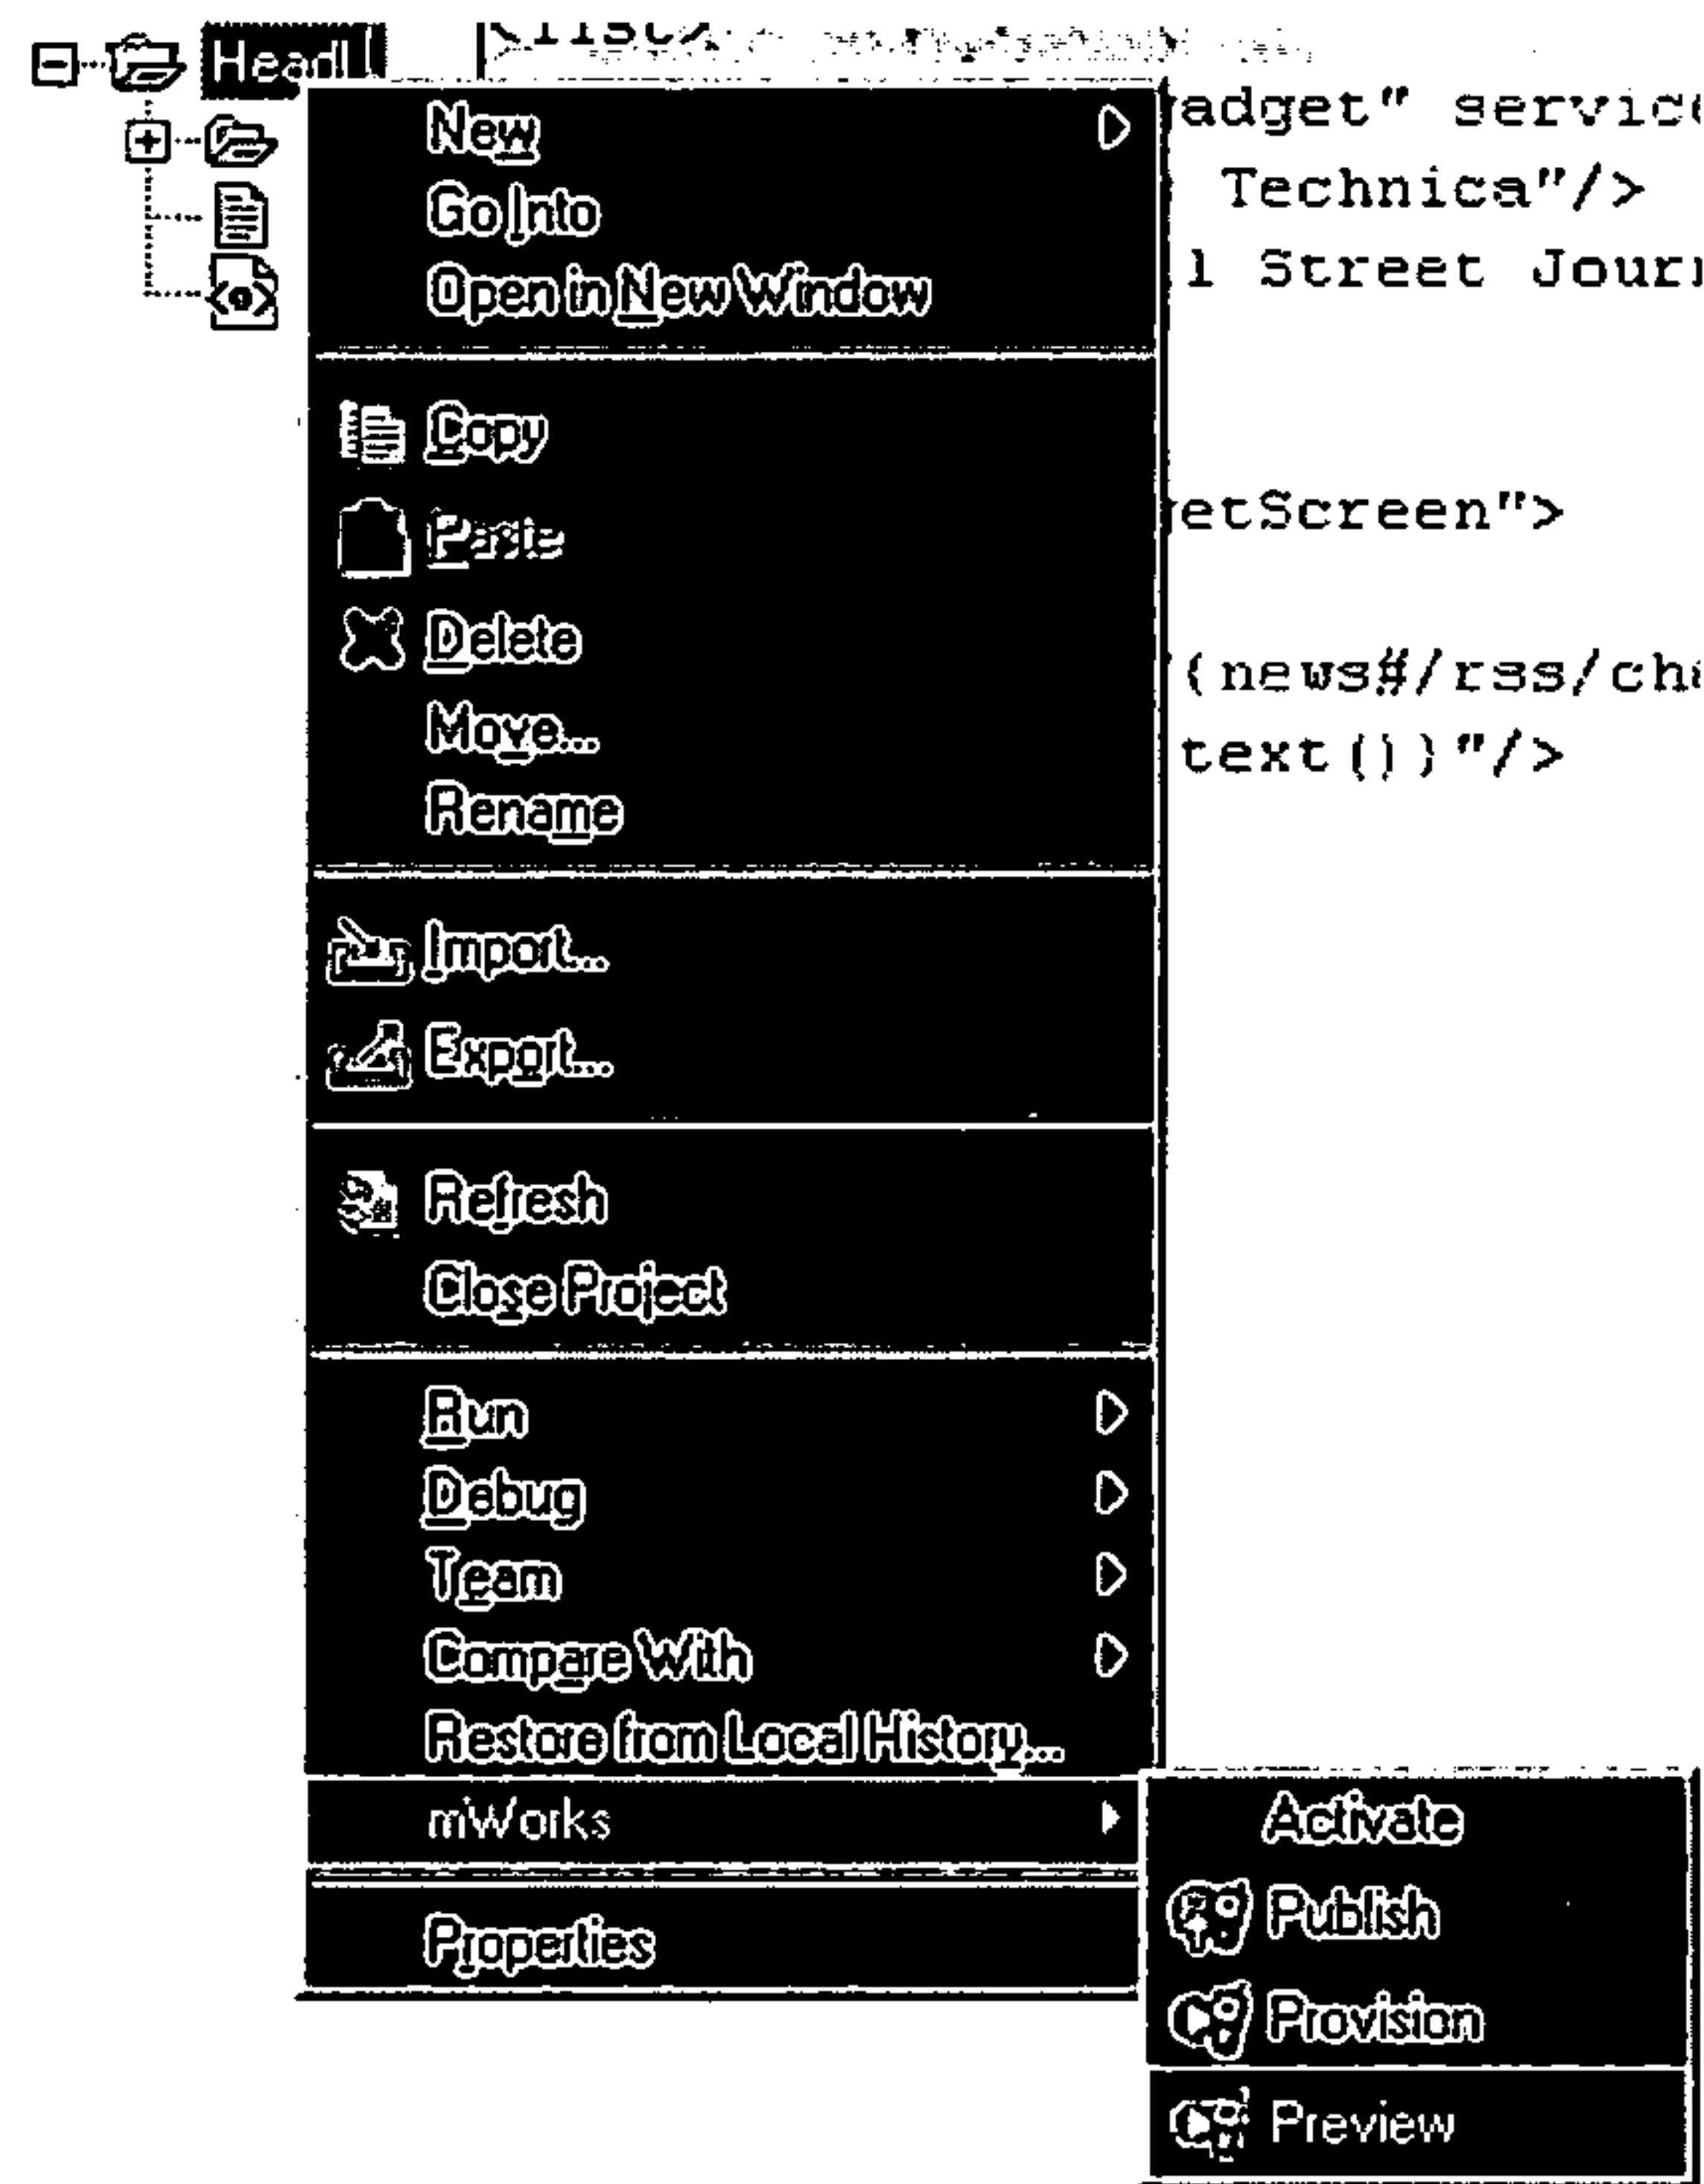 Headl
adget" servic
New
Technica"/>
Go Into
l Street Jour
Open in New Window
Copy
etScreen">
Paste
Delete
{news#/rss/cha
Move...
text()}"/>
Rename
Import...
Export...
Refresh
Close Project
Run
Debug
Team
Compare With
Restore from Local History...
mWorks
Activate
Publish
Properties
Provision
Preview